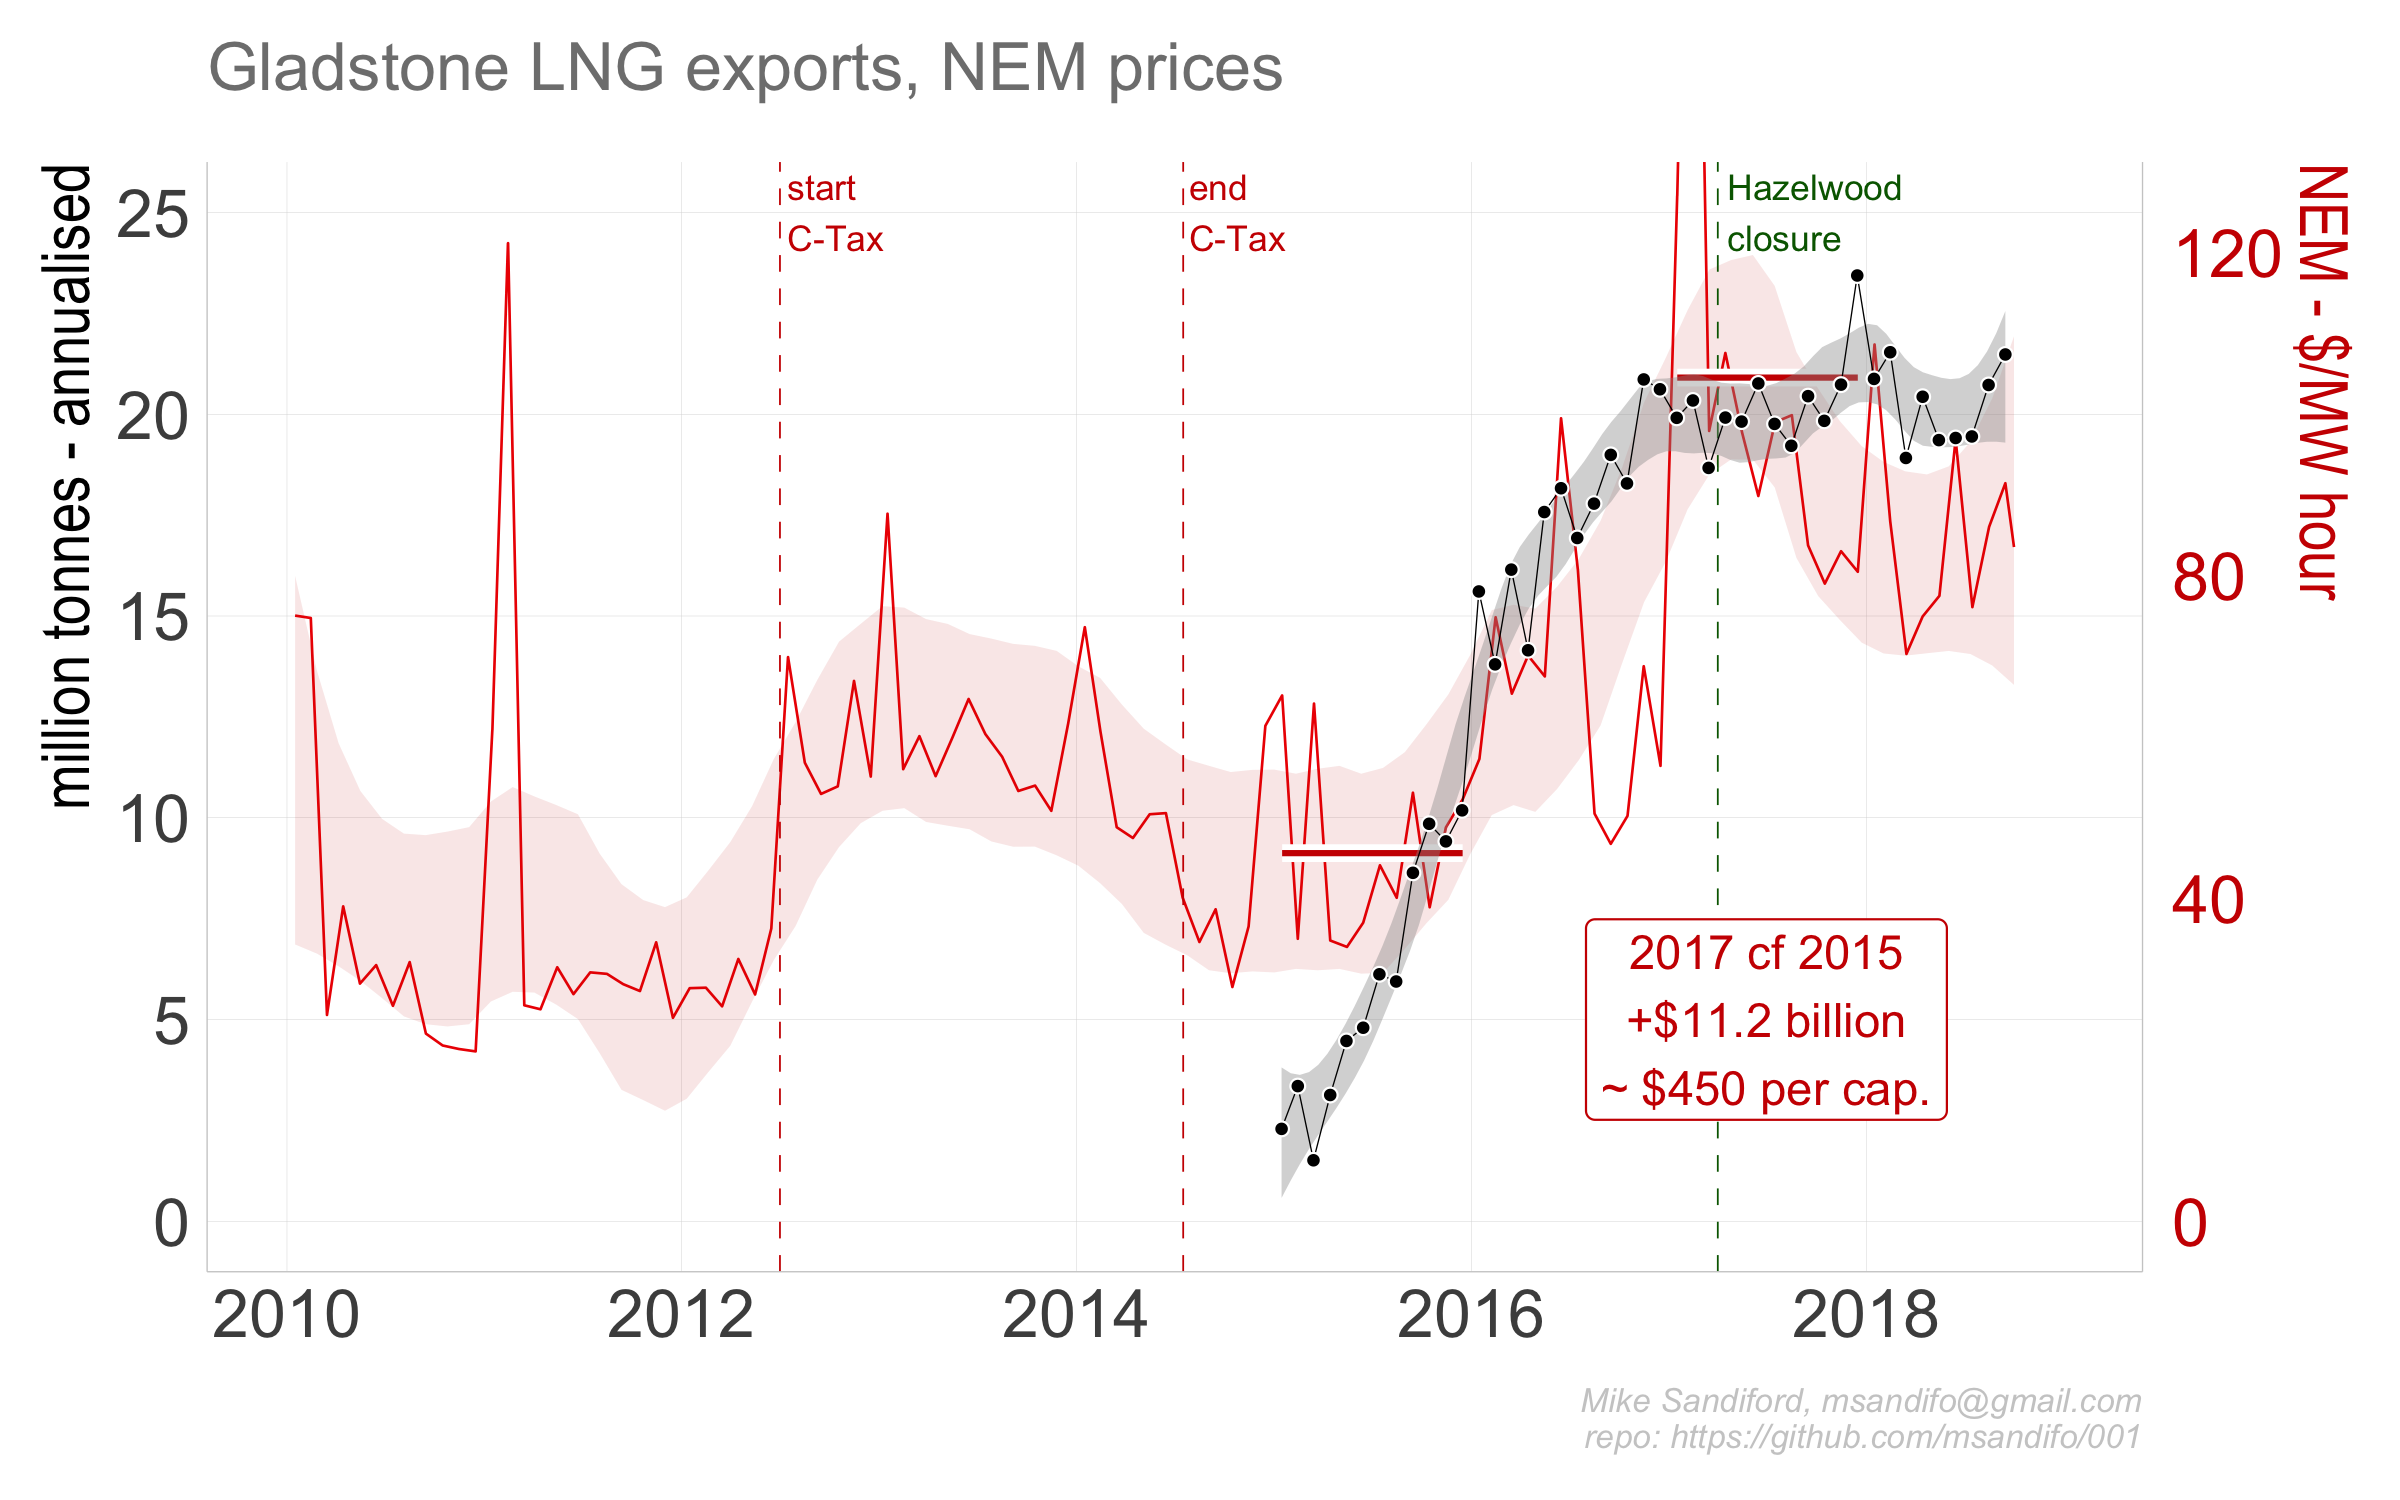 Gladstone LNG exports, NEM prices
million tonnes - annualised
25
20
15
10
5
0
start
C-Tax
end
C-Tax
Hazelwood
closure
2017 cf 2015
+$11.2 billion
~ $450 per cap.
NEM - $/MW hour
120
80
40
0
2010
2012
2014
2016
2018
Mike Sandiford, msandifo@gmail.com
repo: https://github.com/msandifo/001